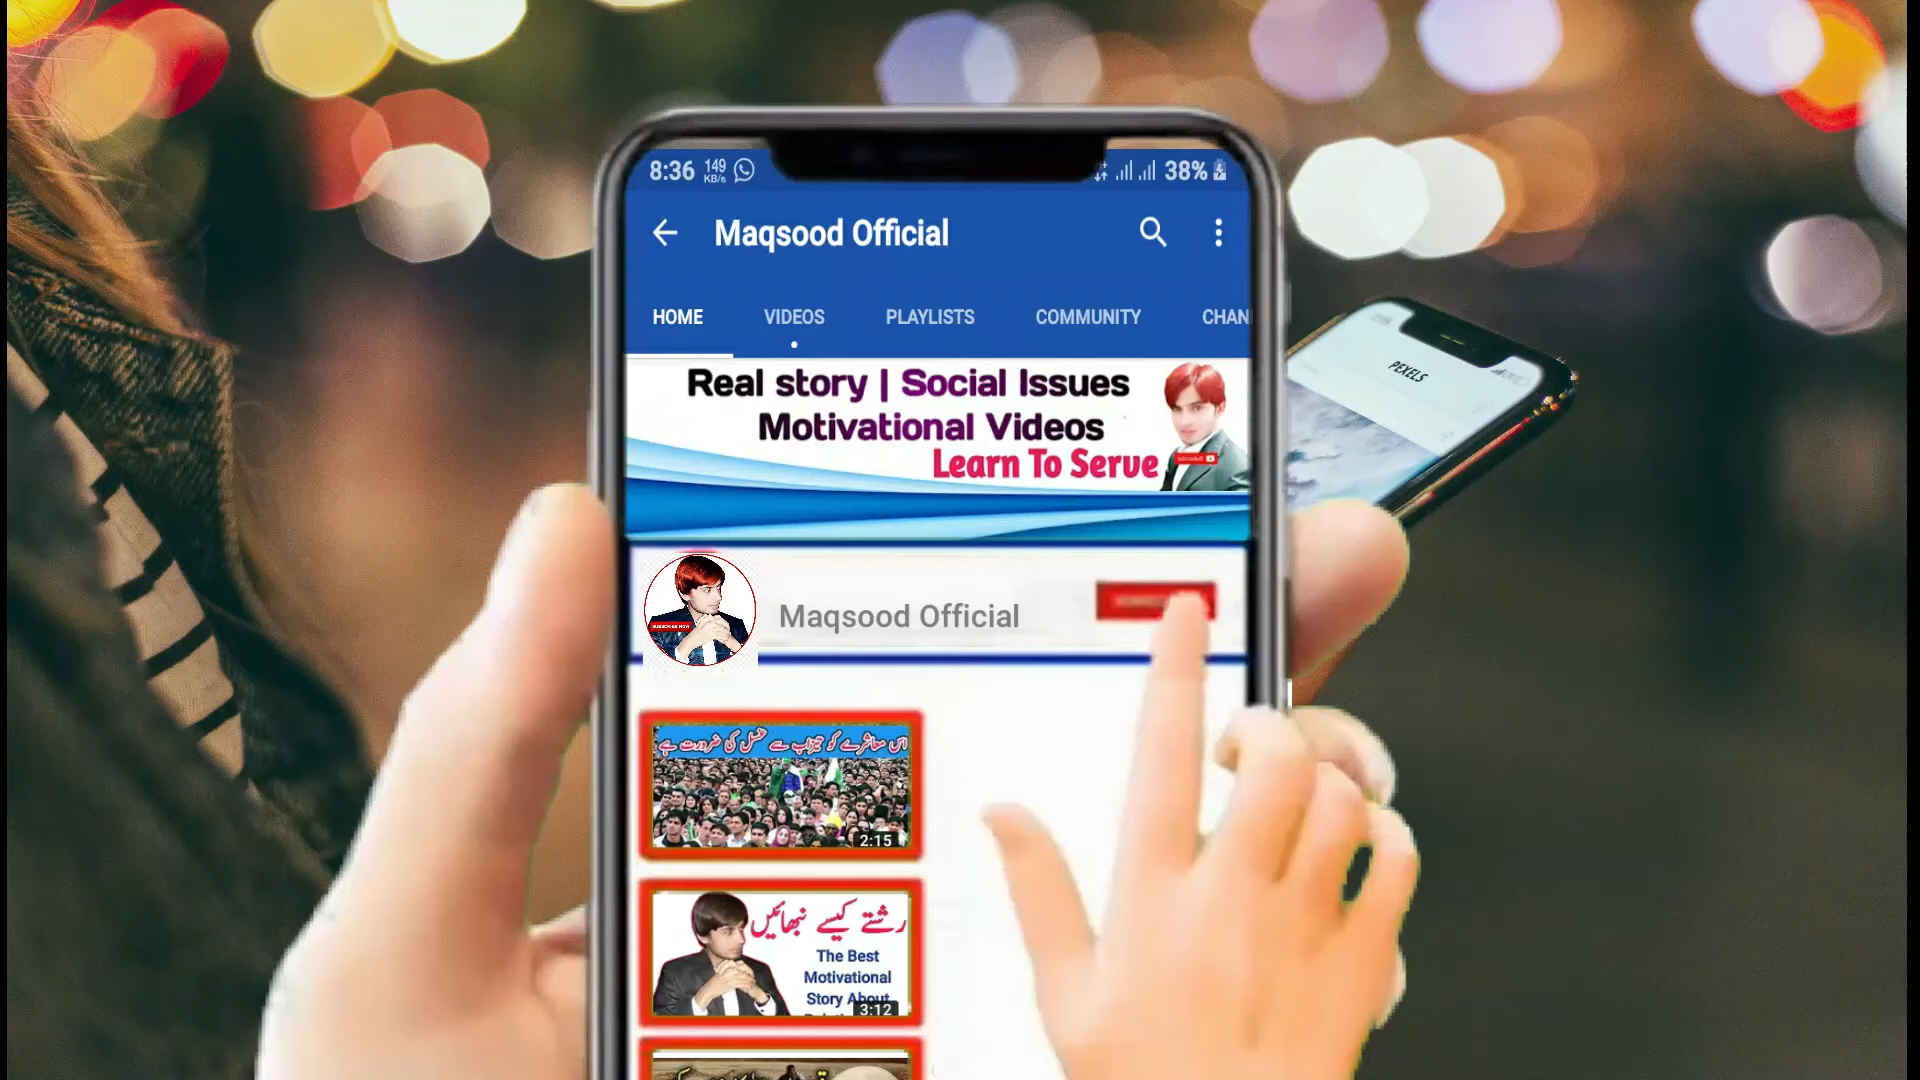 8:36 149 KB/s 38%
Maqsood Official
HOME VIDEOS PLAYLISTS COMMUNITY CHAN
Real story | Social Issues
Motivational Videos
Learn To Serve
PEXELS
SUBSCRIBE NOW
Maqsood Official
اس معاشرے کو تیزاب سے غسل کی ضرورت ہے
2:15
رشتے کیسے نبھائیں
The Best
Motivational
Story About
3:12